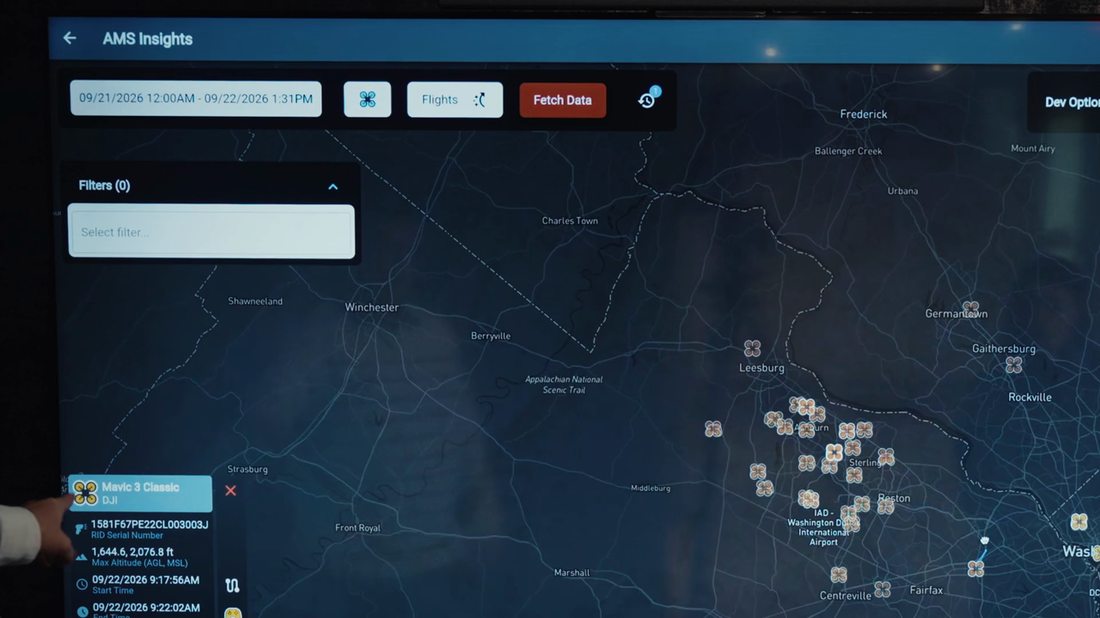 AMS Insights
09/21/2026 12:00AM - 09/22/2026 1:31PM
Flights
Fetch Data
1
Filters (0)
Select filter...
Frederick
Ballenger Creek
Mount Airy
Urbana
Charles Town
Shawneeland
Winchester
Berryville
Germantown
Gaithersburg
Leesburg
Appalachian National
Scenic Trail
Rockville
Sterling
Strasburg
Middleburg
Reston
Mavic 3 Classic
DJI
1581F67PE22CL003003J
RID Serial Number
1,644.6, 2,076.8 ft
Max Altitude (AGL, MSL)
09/22/2026 9:17:56AM
Start Time
09/22/2026 9:22:02AM
End Time
Front Royal
IAD -
Washington
International
Airport
Marshall
Centreville
Fairfax
DC